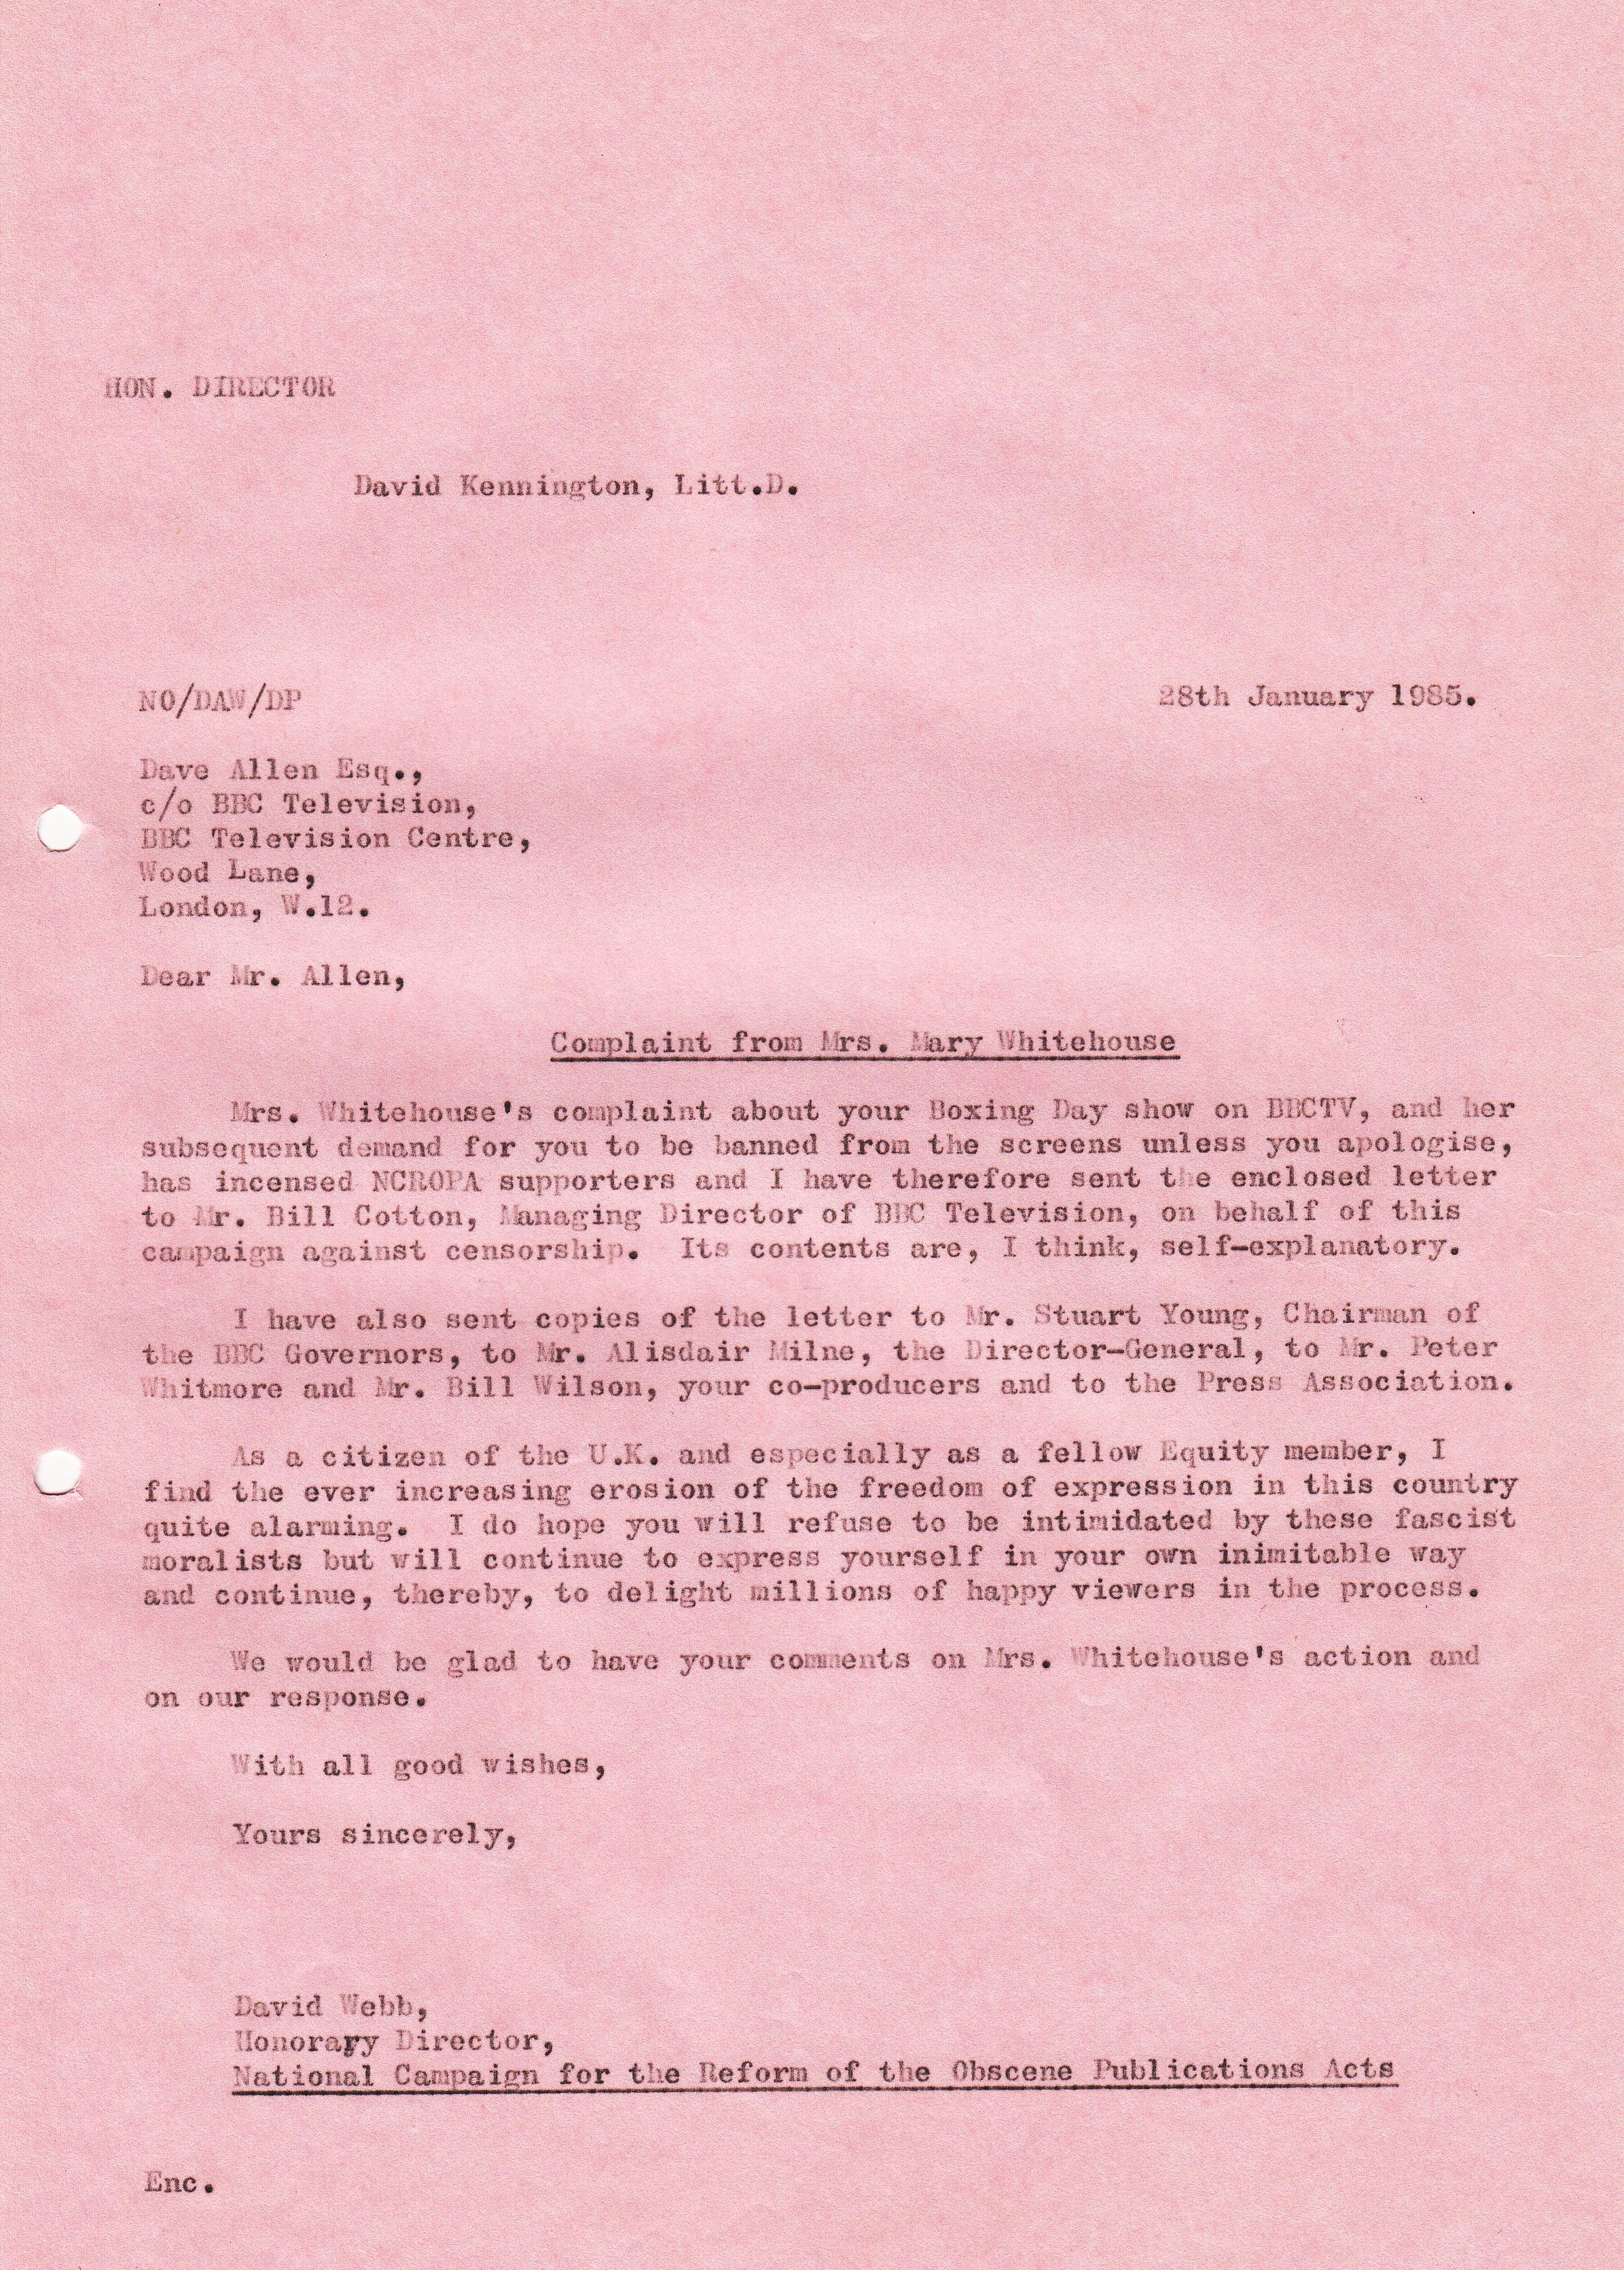 HON. DIRECTOR
David Kennington, Litt.D.
NO/DAW/DP
28th January 1985.
Dave Allen Esq.,
c/o BBC Television,
BBC Television Centre,
Wood Lane,
London, W.12.
Dear Mr. Allen,
Complaint from Mrs. Mary Whitehouse
Mrs. Whitehouse's complaint about your Boxing Day show on BBCTV, and her
subsequent demand for you to be banned from the screens unless you apologise,
has incensed NCROPA supporters and I have therefore sent the enclosed letter
to Mr. Bill Cotton, Managing Director of BBC Television, on behalf of this
campaign against censorship. Its contents are, I think, self-explanatory.
I have also sent copies of the letter to Mr. Stuart Young, Chairman of
the BBC Governors, to Mr. Alisdair Milne, the Director-General, to Mr. Peter
Whitmore and Mr. Bill Wilson, your co-producers and to the Press Association.
As a citizen of the U.K. and especially as a fellow Equity member, I
find the ever increasing erosion of the freedom of expression in this country
quite alarming. I do hope you will refuse to be intimidated by these fascist
moralists but will continue to express yourself in your own inimitable way
and continue, thereby, to delight millions of happy viewers in the process.
We would be glad to have your comments on Mrs. Whitehouse's action and
on our response.
With all good wishes,
Yours sincerely,
David Webb,
Honorary Director,
National Campaign for the Reform of the Obscene Publications Acts
Enc.